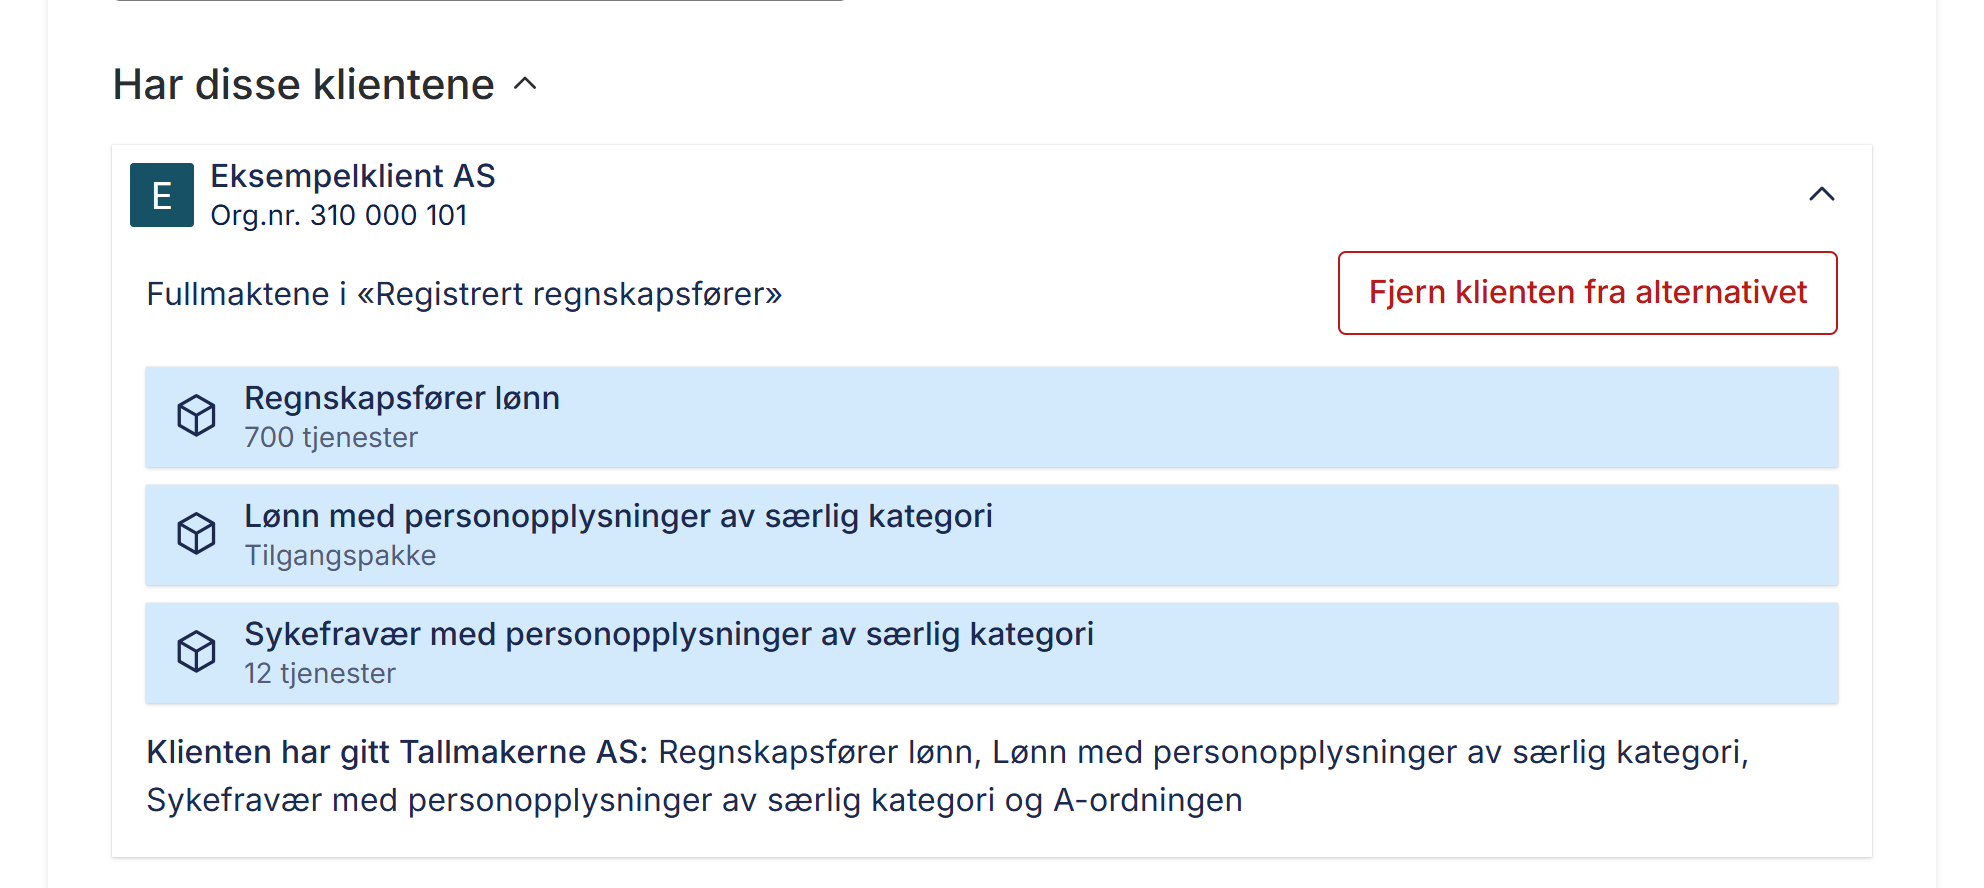 Har disse klientene
E
Eksempelklient AS
Org.nr. 310 000 101
Fullmaktene i «Registrert regnskapsfører»
Fjern klienten fra alternativet
Regnskapsfører lønn
700 tjenester
Lønn med personopplysninger av særlig kategori
Tilgangspakke
Sykefravær med personopplysninger av særlig kategori
12 tjenester
Klienten har gitt Tallmakerne AS: Regnskapsfører lønn, Lønn med personopplysninger av særlig kategori,
Sykefravær med personopplysninger av særlig kategori og A-ordningen